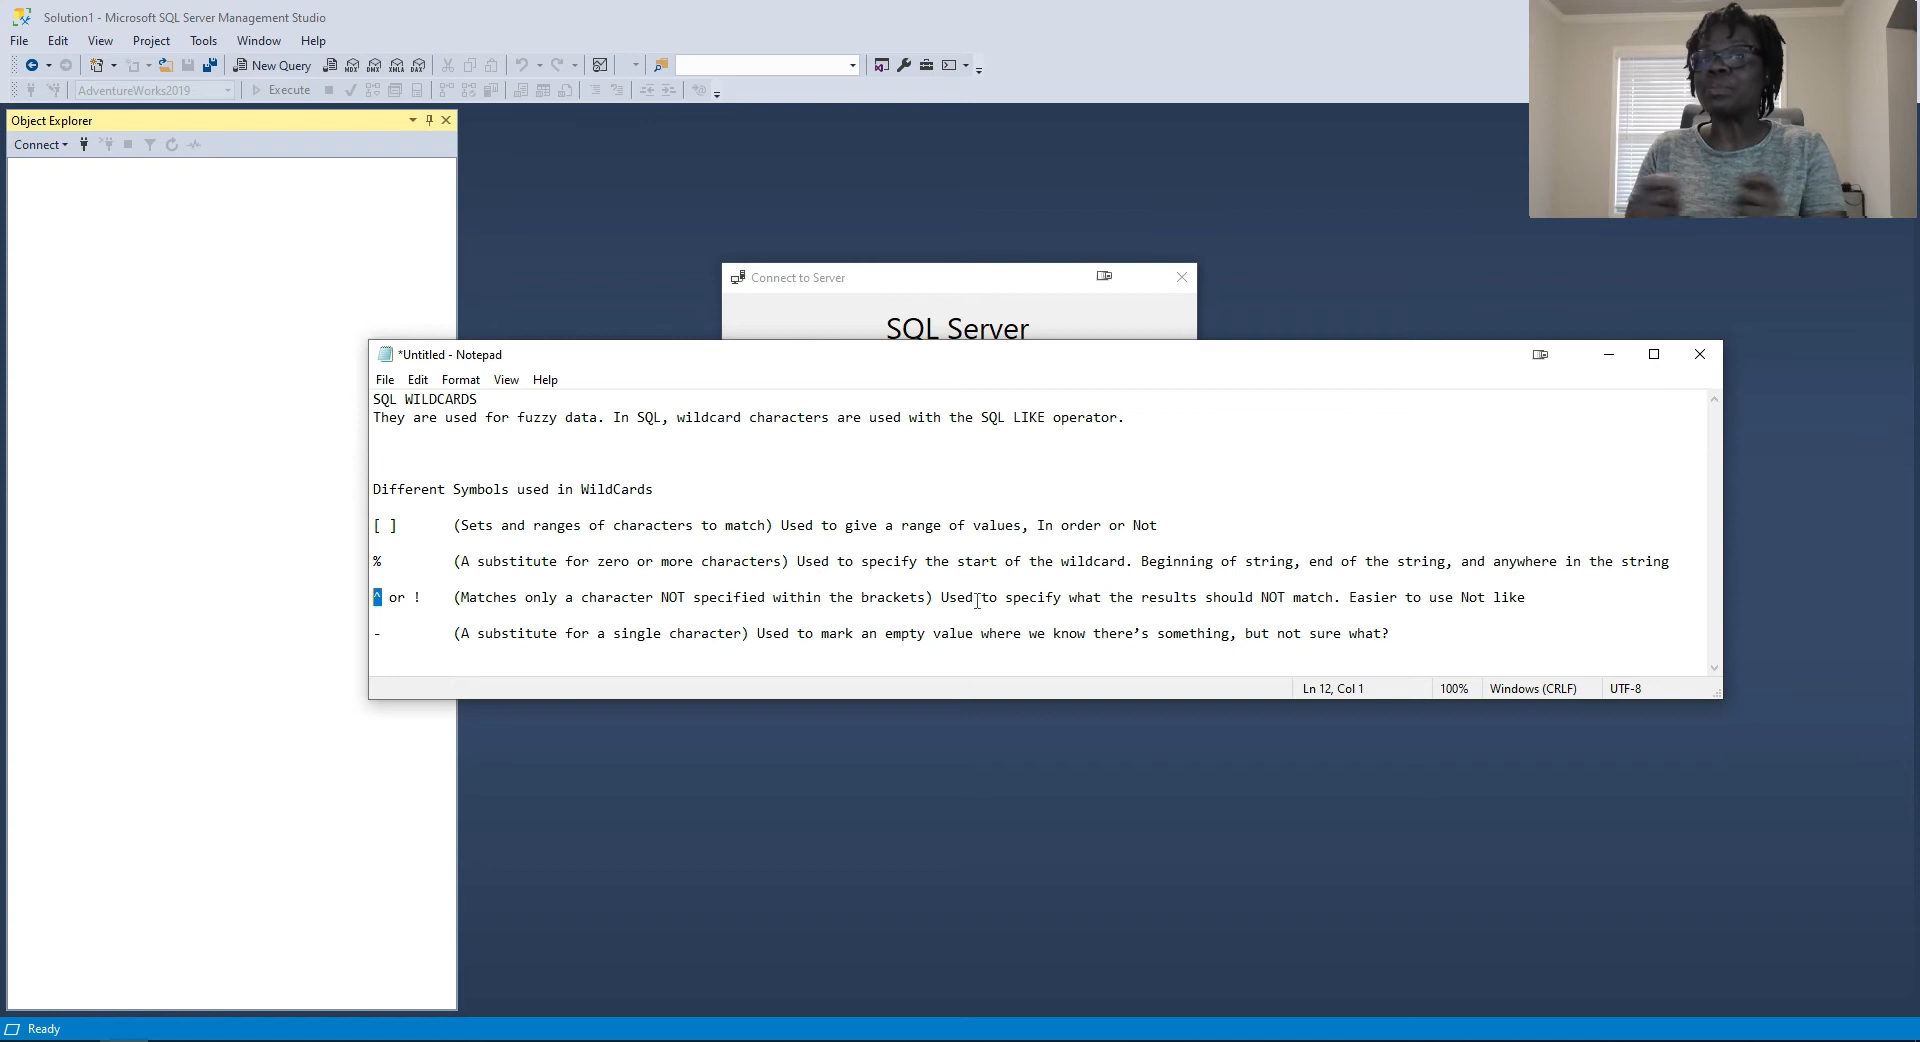 Solution1 - Microsoft SQL Server Management Studio
File Edit View Project Tools Window Help
New Query MDX DMX XMLA DAX
AdventureWorks2019 Execute
Object Explorer
Connect
Connect to Server
SQL Server
*Untitled - Notepad
File Edit Format View Help
SQL WILDCARDS
They are used for fuzzy data. In SQL, wildcard characters are used with the SQL LIKE operator.
Different Symbols used in WildCards
[ ] (Sets and ranges of characters to match) Used to give a range of values, In order or Not
% (A substitute for zero or more characters) Used to specify the start of the wildcard. Beginning of string, end of the string, and anywhere in the string
^ or ! (Matches only a character NOT specified within the brackets) Used to specify what the results should NOT match. Easier to use Not like
- (A substitute for a single character) Used to mark an empty value where we know there’s something, but not sure what?
Ln 12, Col 1 100% Windows (CRLF) UTF-8
Ready